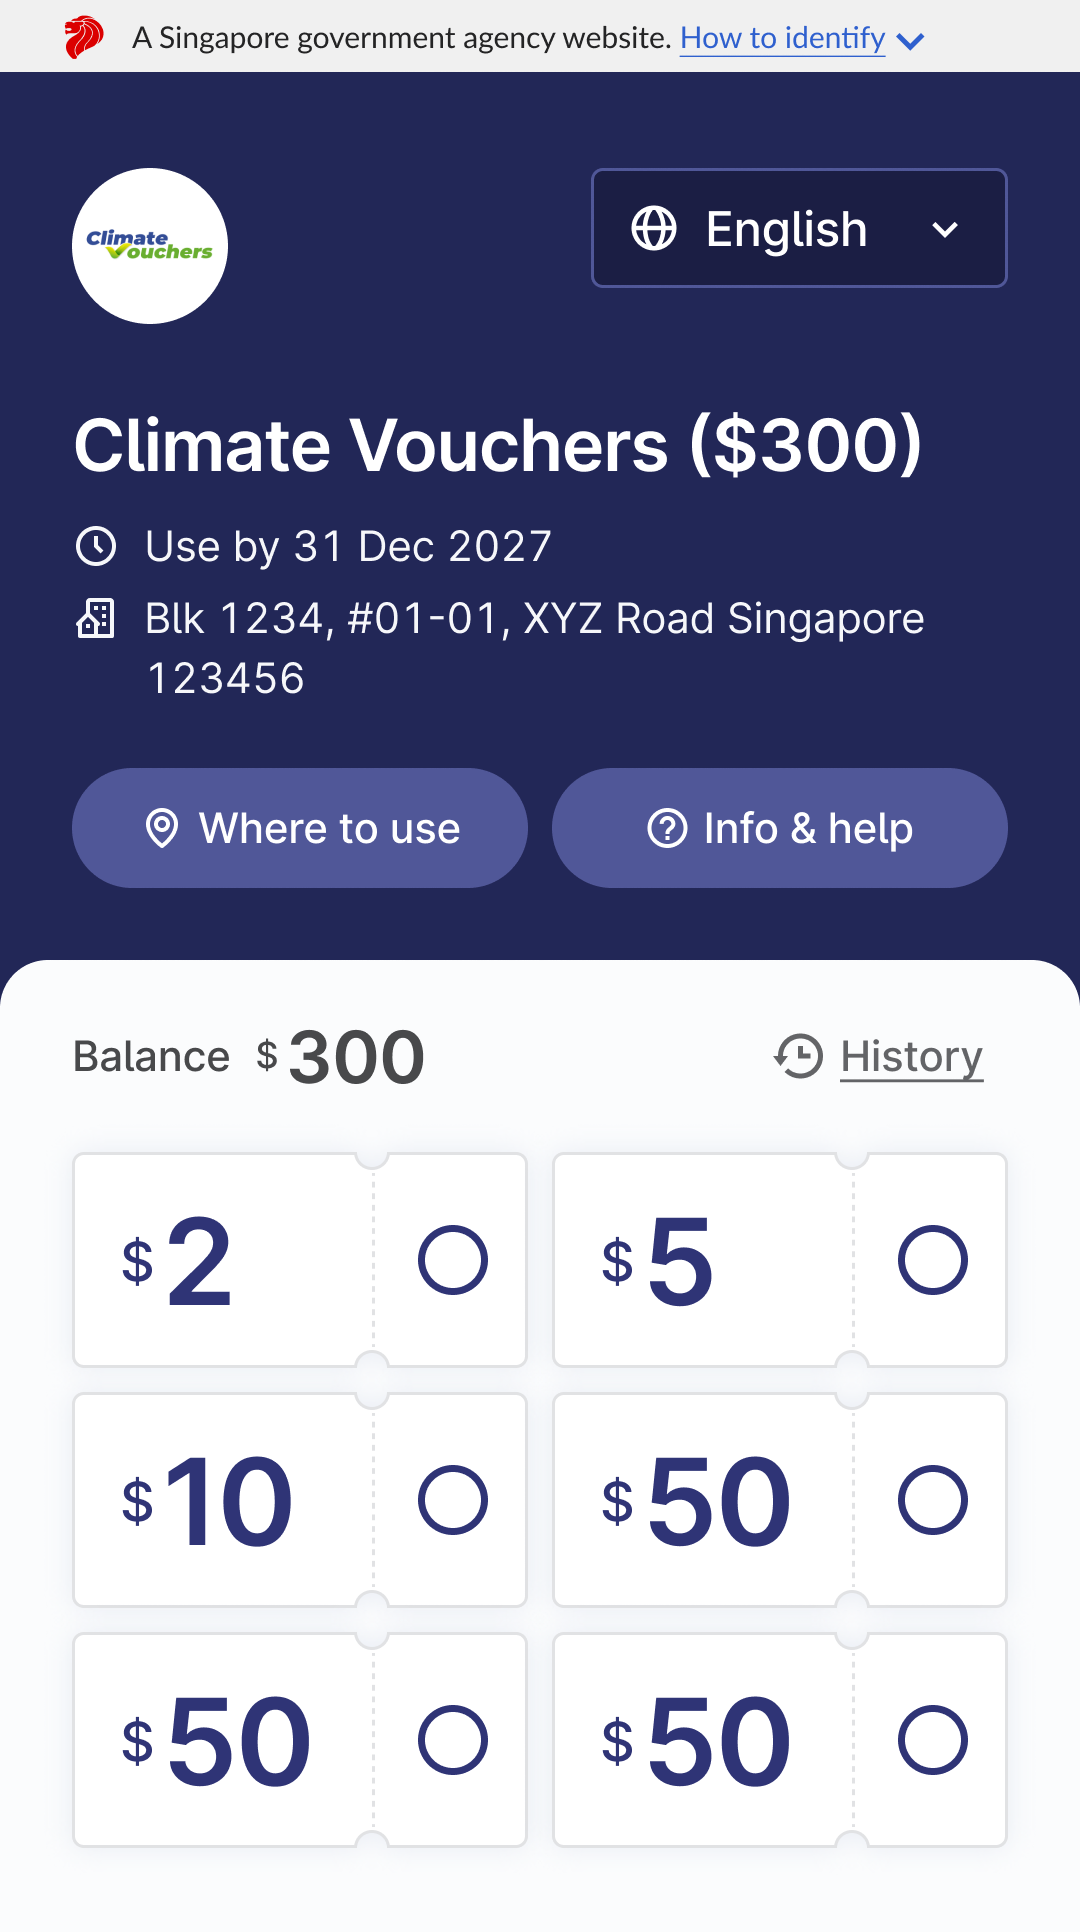 A Singapore government agency website. How to identify
Climate
Vouchers
English
Climate Vouchers ($300)
Use by 31 Dec 2027
Blk 1234, #01-01, XYZ Road Singapore
123456
Where to use
Info & help
Balance $300
History
$2
$5
$10
$50
$50
$50